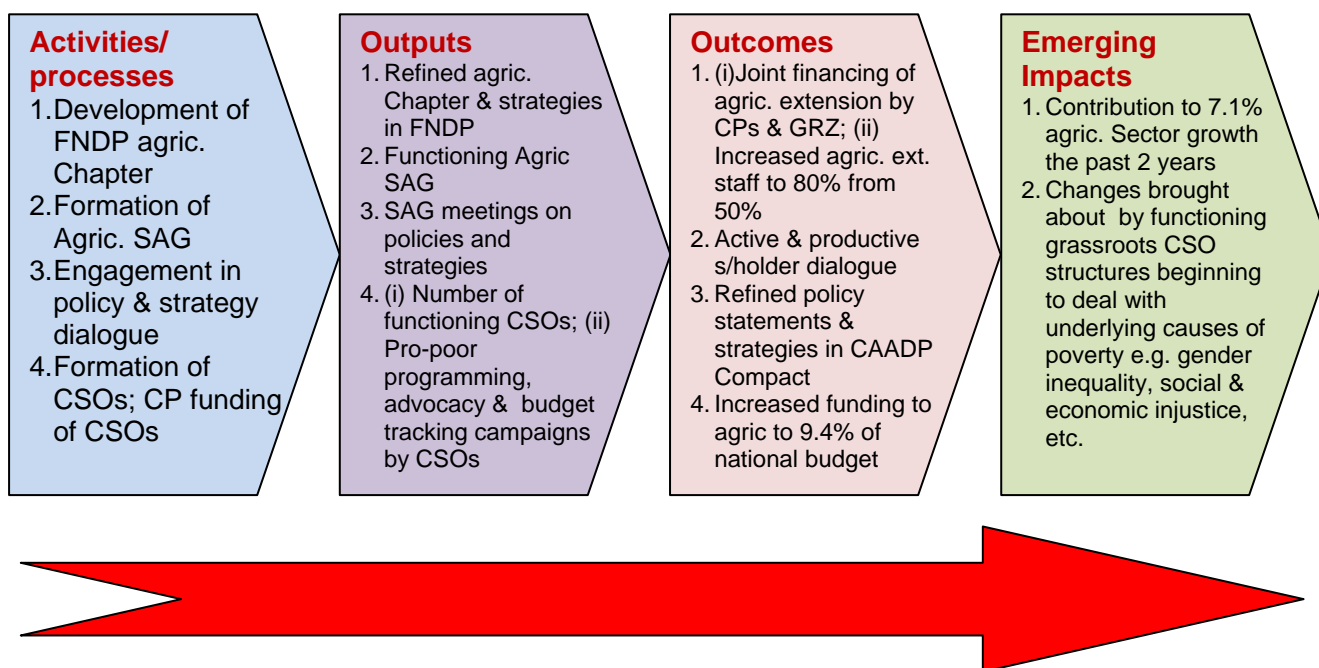 Activities/
processes
1.Development of
FNDP agric.
Chapter
2.Formation of
Agric. SAG
3.Engagement in
policy & strategy
dialogue
4.Formation of
CSOs; CP funding
of CSOs
Outputs
1. Refined agric.
Chapter & strategies
in FNDP
2. Functioning Agric
SAG
3. SAG meetings on
policies and
strategies
4. (i) Number of
functioning CSOs; (ii)
Pro-poor
programming,
advocacy & budget
tracking campaigns
by CSOs
Outcomes
1. (i)Joint financing of
agric. extension by
CPs & GRZ; (ii)
Increased agric. ext.
staff to 80% from
50%
2. Active & productive
s/holder dialogue
3. Refined policy
statements &
strategies in CAADP
Compact
4. Increased funding to
agric to 9.4% of
national budget
Emerging
Impacts
1. Contribution to 7.1%
agric. Sector growth
the past 2 years
2. Changes brought
about by functioning
grassroots CSO
structures beginning
to deal with
underlying causes of
poverty e.g. gender
inequality, social &
economic injustice,
etc.